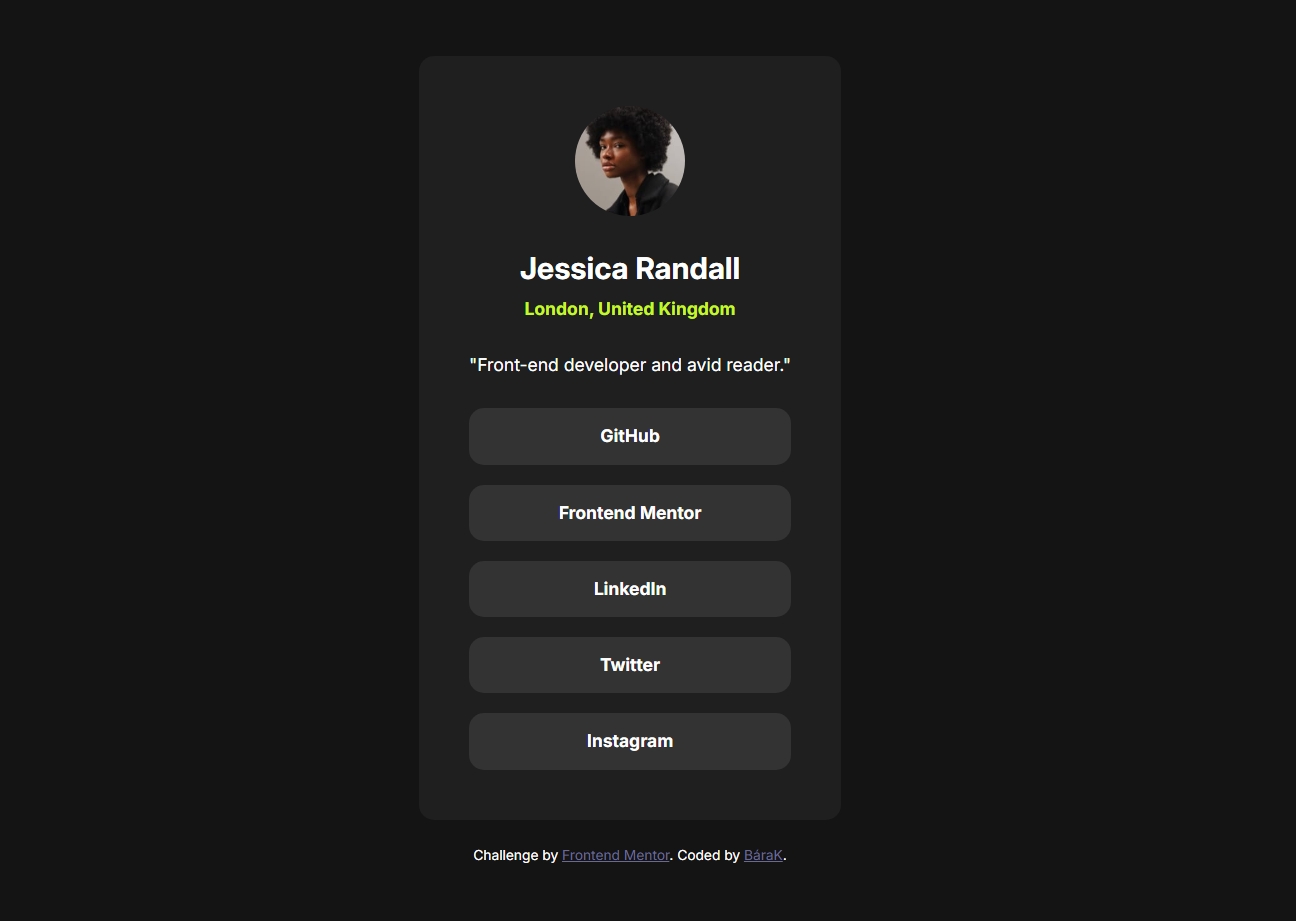 Jessica Randall
London, United Kingdom
"Front-end developer and avid reader."
GitHub
Frontend Mentor
LinkedIn
Twitter
Instagram
Challenge by Frontend Mentor. Coded by BáraK.